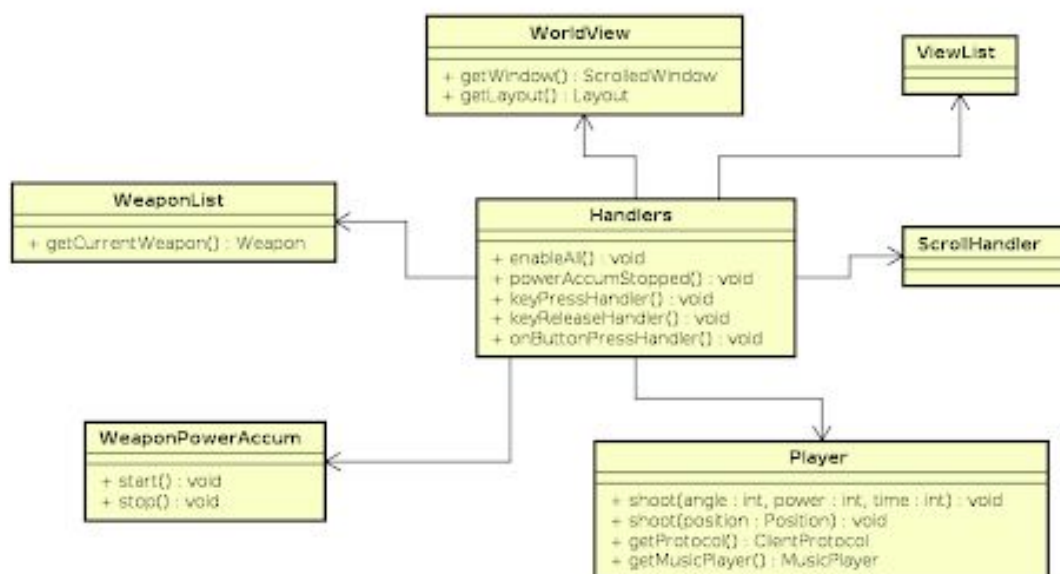 WorldView
+ getWindow() : ScrolledWindow
+ getLayout() : Layout
ViewList
WeaponList
+ getCurrentWeapon() : Weapon
Handlers
+ enableAll() : void
+ powerAccumStopped() : void
+ keyPressHandler() : void
+ keyReleaseHandler() : void
+ onButtonPressHandler() : void
ScrollHandler
WeaponPowerAccum
+ start() : void
+ stop() : void
Player
+ shoot(angle : int, power : int, time : int) : void
+ shoot(position : Position) : void
+ getProtocol() : ClientProtocol
+ getMusicPlayer() : MusicPlayer